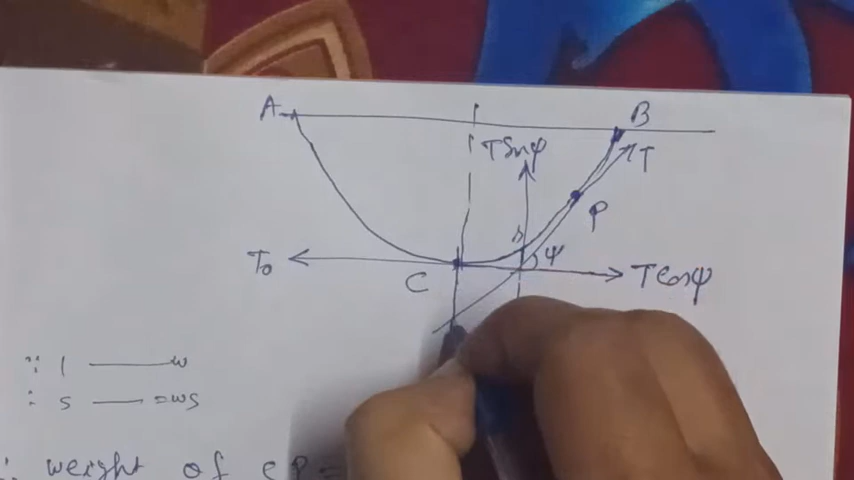 A B
T Sinψ T
P
s ψ
T₀ C T Cosψ
∵ 1 —— w
∴ s —— = ws
∴ weight of CP =